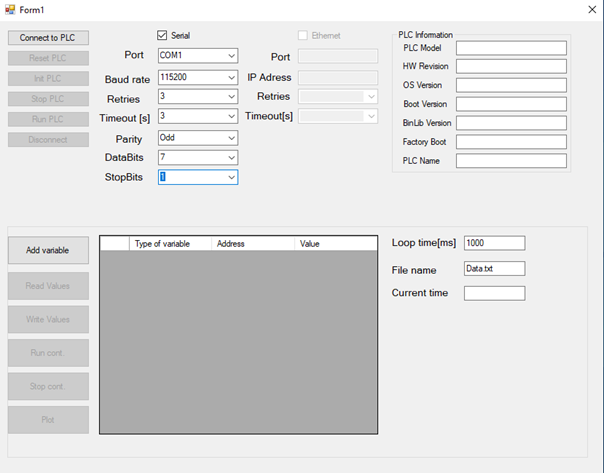 Form1
Connect to PLC
Reset PLC
Init PLC
Stop PLC
Run PLC
Disconnect
Serial
Port COM1
Baud rate 115200
Retries 3
Timeout [s] 3
Parity Odd
DataBits 7
StopBits 1
Ethernet
Port
IP Adress
Retries
Timeout[s]
PLC Information
PLC Model
HW Revision
OS Version
Boot Version
BinLib Version
Factory Boot
PLC Name
Add variable
Read Values
Write Values
Run cont.
Stop cont.
Plot
Type of variable Address Value
Loop time[ms] 1000
File name Data.txt
Current time